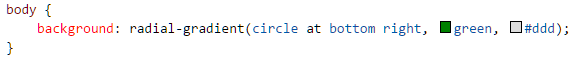 body {
    background: radial-gradient(circle at bottom right, green, #ddd);
}